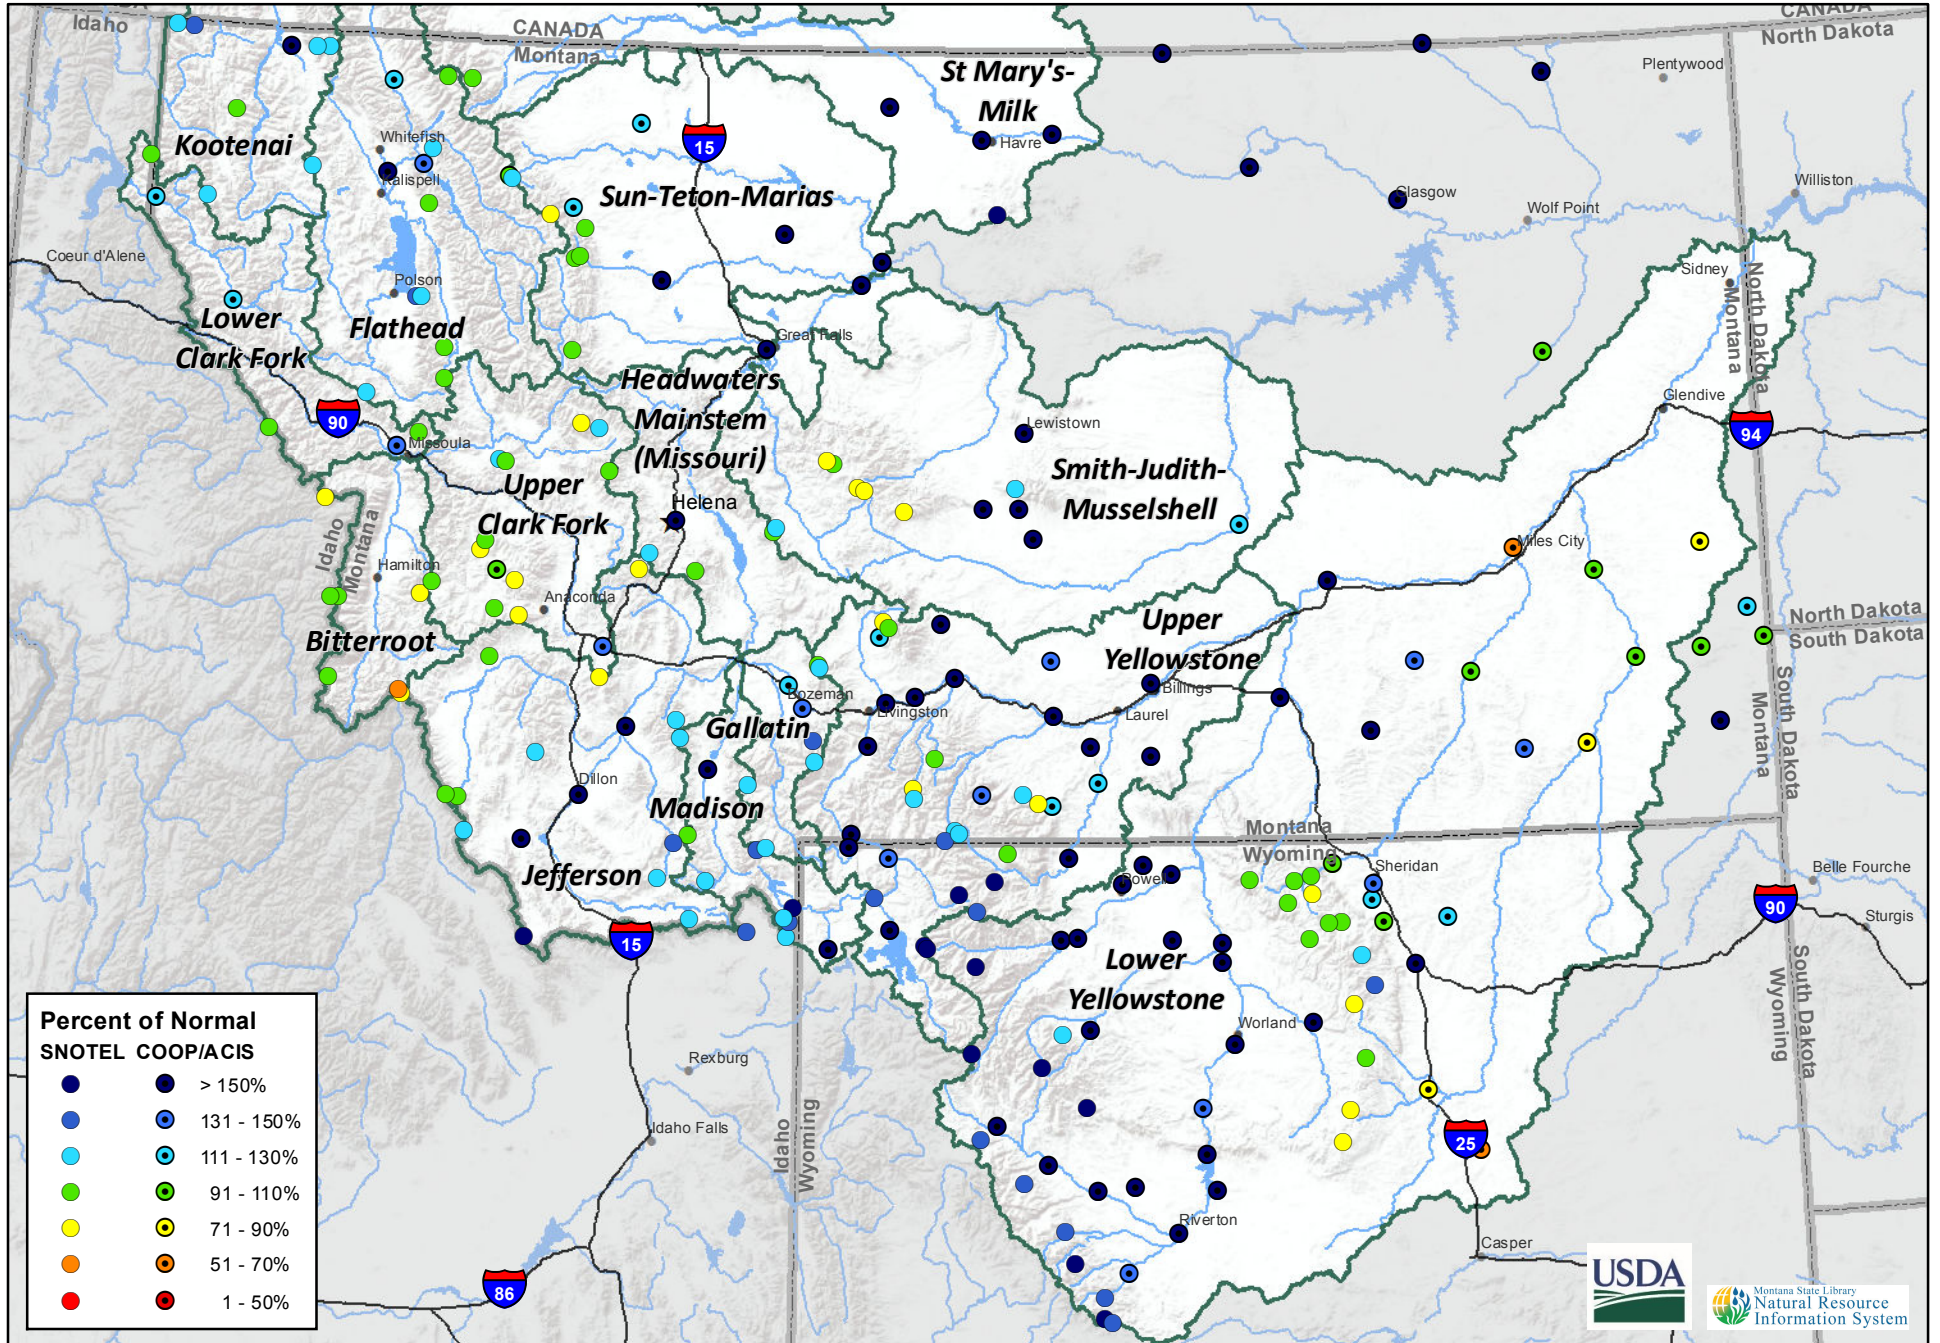 CANADA
Idaho
CANADA
Montana
CANADA
North Dakota
St Mary's-
Milk
Plentywood
15
Havre
Kootenai
Whitefish
Kalispell
Sun-Teton-Marias
Glasgow
Wolf Point
Williston
Coeur d'Alene
Polson
Sidney
North Dakota
Montana
Lower
Clark Fork
Flathead
Great Falls
Headwaters
Mainstem
(Missouri)
Glendive
90
Missoula
Lewistown
94
Smith-Judith-
Musselshell
Upper
Clark Fork
Helena
Idaho
Montana
Hamilton
Miles City
Anaconda
North Dakota
South Dakota
Bitterroot
Upper
Yellowstone
Bozeman
Livingston
Billings
Laurel
South Dakota
Montana
Gallatin
Dillon
Madison
Montana
Wyoming
Sheridan
Belle Fourche
Jefferson
Powell
90
Sturgis
15
Lower
Yellowstone
South Dakota
Wyoming
Worland
Rexburg
Idaho
Wyoming
Idaho Falls
25
Riverton
Casper
86
Percent of Normal
SNOTEL COOP/ACIS
> 150%
131 - 150%
111 - 130%
91 - 110%
71 - 90%
51 - 70%
1 - 50%
USDA
Montana State Library
Natural Resource
Information System